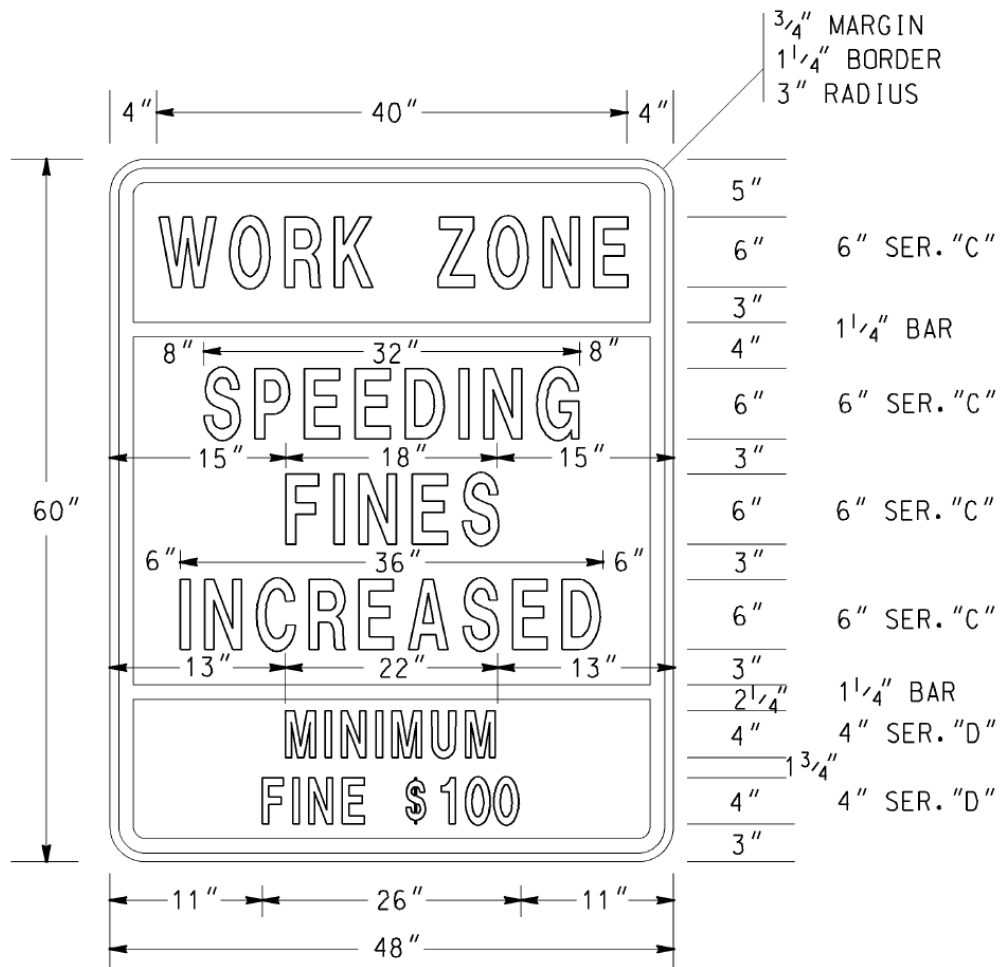 3/4" MARGIN
1 1/4" BORDER
3" RADIUS
4" 40" 4"
5"
WORK ZONE 6" 6" SER."C"
3"
1 1/4" BAR
8" 32" 8" 4"
SPEEDING 6" 6" SER."C"
15" 18" 15" 3"
60" FINES 6" 6" SER."C"
6" 36" 6" 3"
INCREASED 6" 6" SER."C"
13" 22" 13" 3"
2 1/4" 1 1/4" BAR
MINIMUM 4" 4" SER."D"
1 3/4"
FINE $100 4" 4" SER."D"
3"
11" 26" 11"
48"